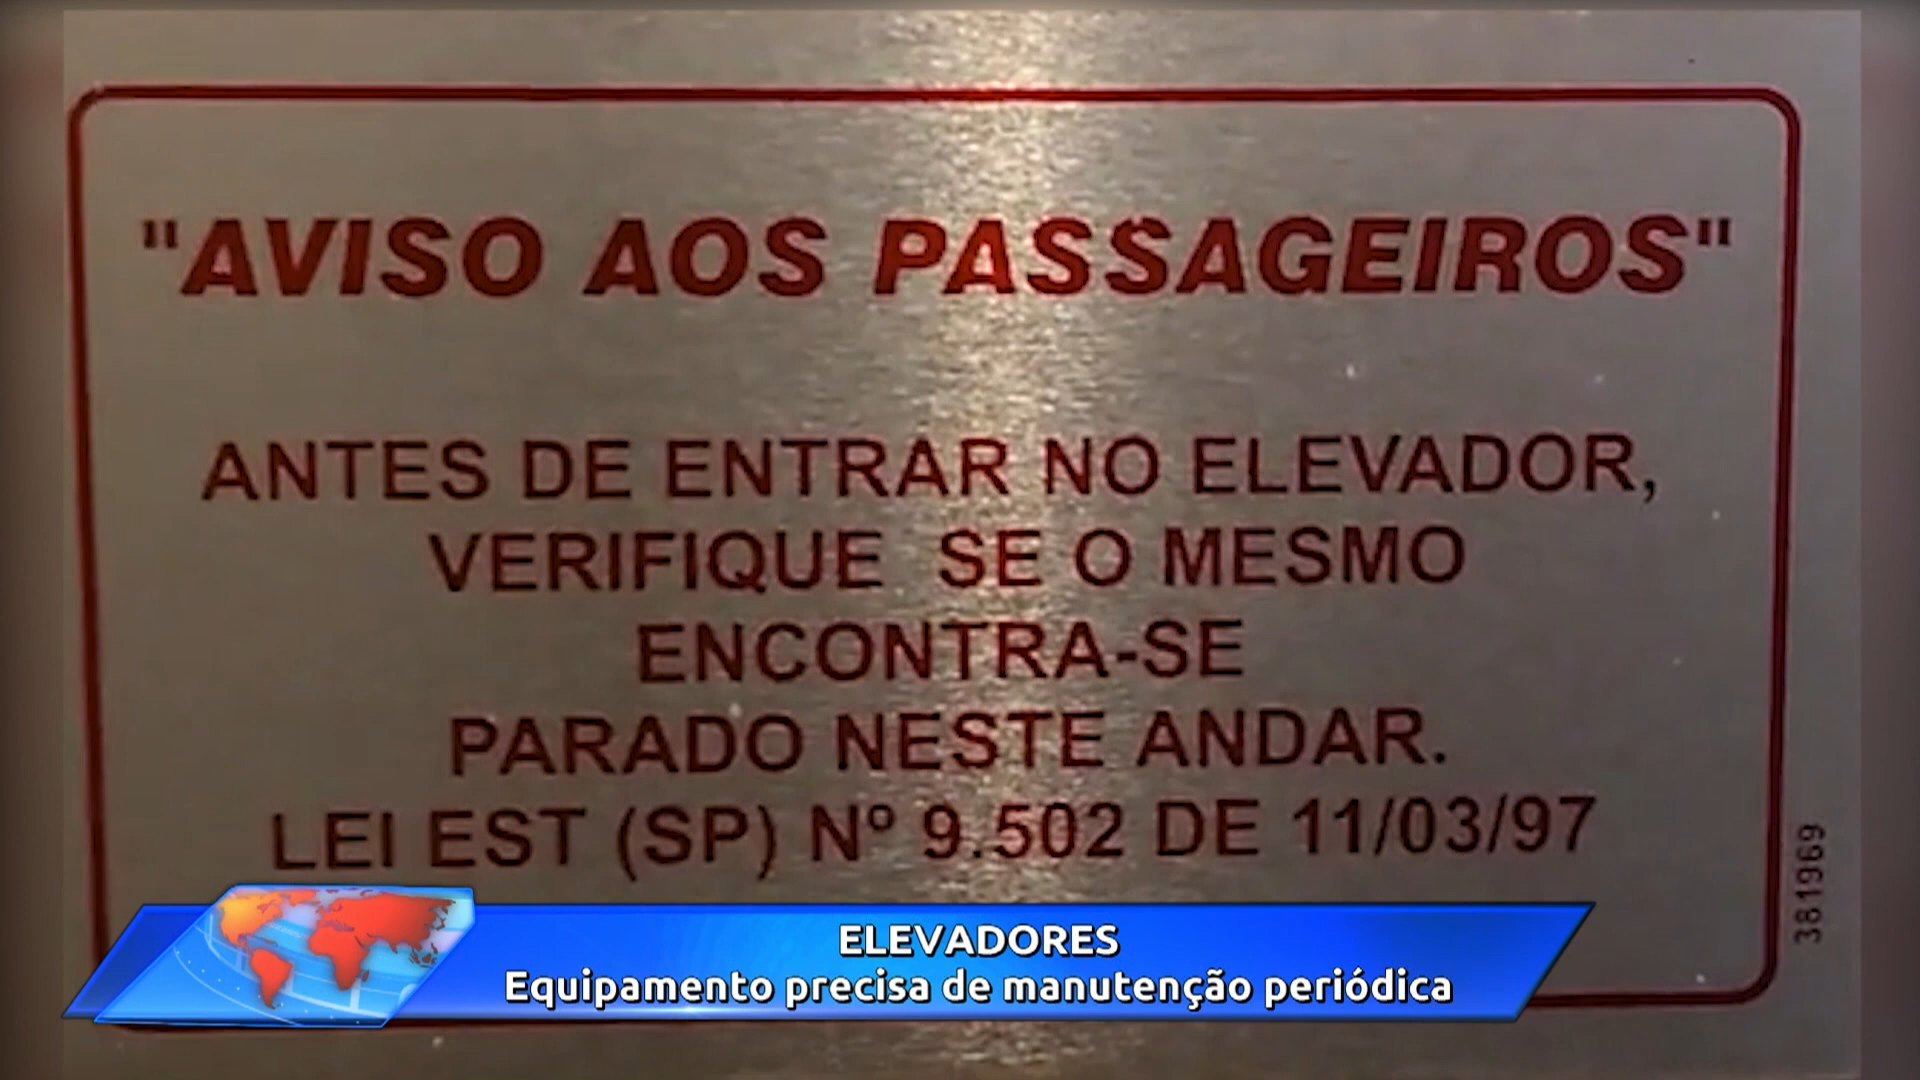 "AVISO AOS PASSAGEIROS"
ANTES DE ENTRAR NO ELEVADOR,
VERIFIQUE SE O MESMO
ENCONTRA-SE
PARADO NESTE ANDAR.
LEI EST (SP) Nº 9.502 DE 11/03/97
381969
ELEVADORES
Equipamento precisa de manutenção periódica